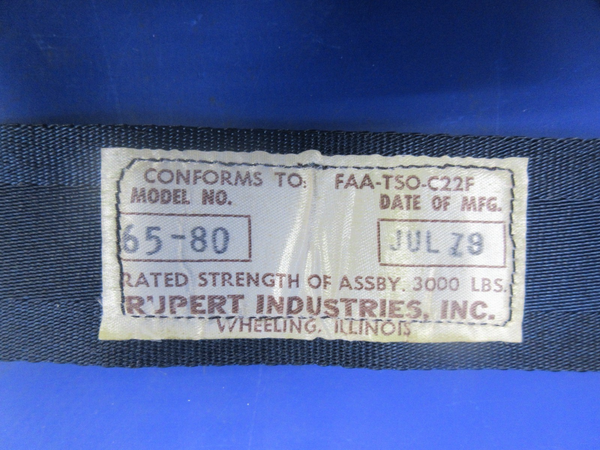 CONFORMS TO: FAA-TSO-C22F
MODEL NO. DATE OF MFG.
65-80 JUL 79
RATED STRENGTH OF ASSBY. 3000 LBS.
RUPERT INDUSTRIES, INC.
WHEELING, ILLINOIS